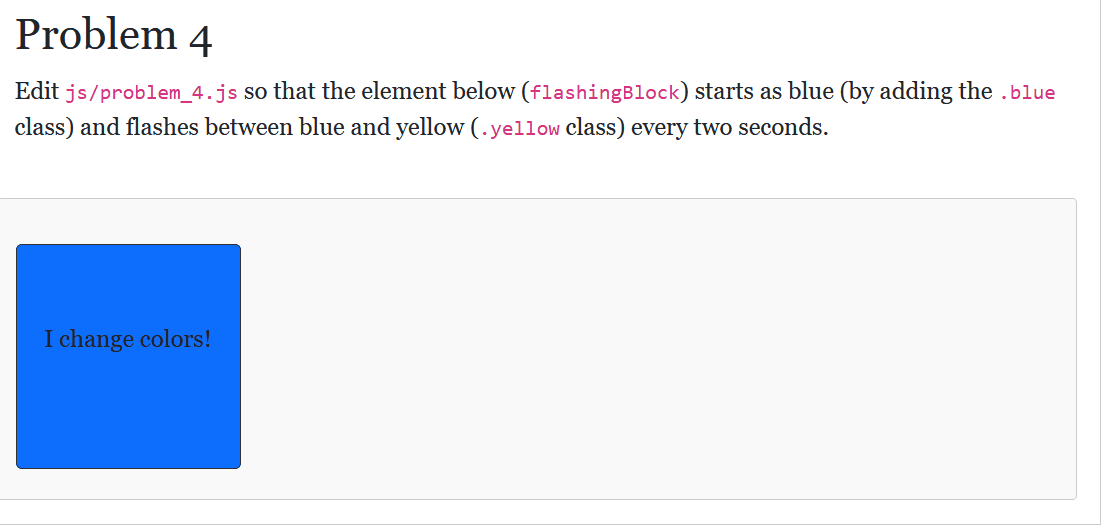 Problem 4
Edit js/problem_4.js so that the element below (flashingBlock) starts as blue (by adding the .blue
class) and flashes between blue and yellow (.yellow class) every two seconds.
I change colors!